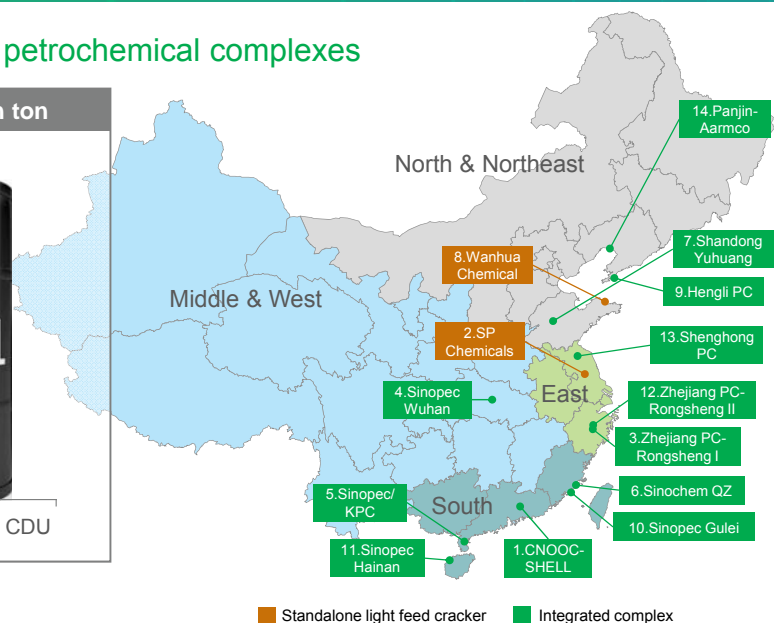 petrochemical complexes
n ton
CDU
North & Northeast
Middle & West
East
South
14.Panjin-
Aarmco
7.Shandong
Yuhuang
8.Wanhua
Chemical
9.Hengli PC
2.SP
Chemicals
13.Shenghong
PC
4.Sinopec
Wuhan
12.Zhejiang PC-
Rongsheng II
3.Zhejiang PC-
Rongsheng I
5.Sinopec/
KPC
6.Sinochem QZ
10.Sinopec Gulei
11.Sinopec
Hainan
1.CNOOC-
SHELL
Standalone light feed cracker
Integrated complex